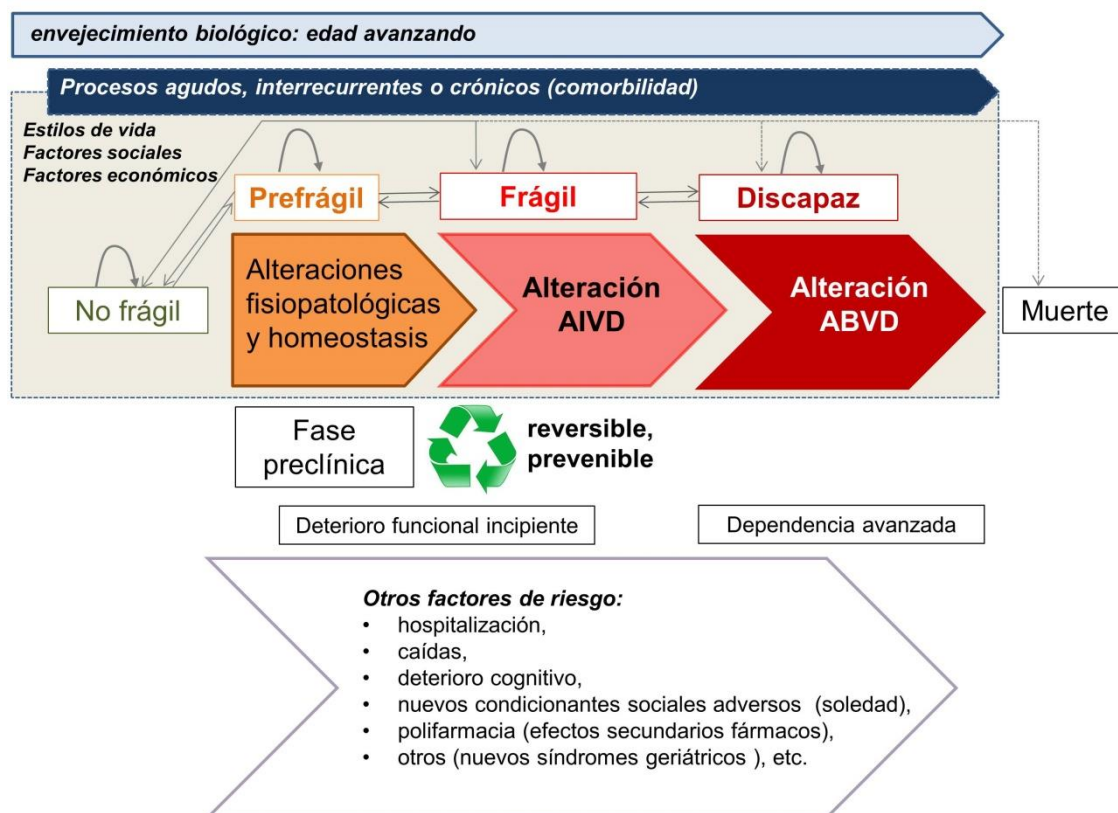 envejecimiento biológico: edad avanzando
Procesos agudos, interrecurrentes o crónicos (comorbilidad)
Estilos de vida
Factores sociales
Factores económicos
Prefrágil
Frágil
Discapaz
No frágil
Alteraciones
fisiopatológicas
y homeostasis
Alteración
AIVD
Alteración
ABVD
Muerte
Fase
preclínica
reversible,
prevenible
Deterioro funcional incipiente
Dependencia avanzada
Otros factores de riesgo:
• hospitalización,
• caídas,
• deterioro cognitivo,
• nuevos condicionantes sociales adversos (soledad),
• polifarmacia (efectos secundarios fármacos),
• otros (nuevos síndromes geriátricos ), etc.